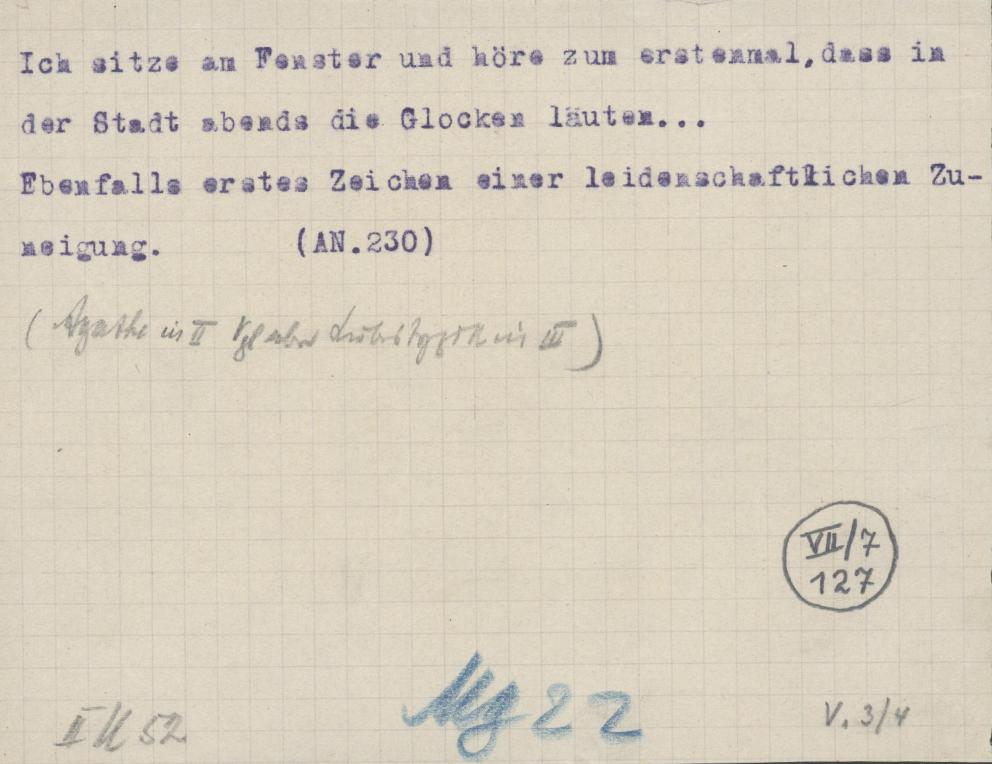 Ich sitze am Fenster und höre zum erstenmal,dass in
der Stadt abends die Glocken läuten...
Ebenfalls erstes Zeichen einer leidenschaftlichen Zu-
neigung. (AN.230)
(Agathe in II Vgl aber in III)
VII/7
127
II K 52
Mg 22
V. 3/4